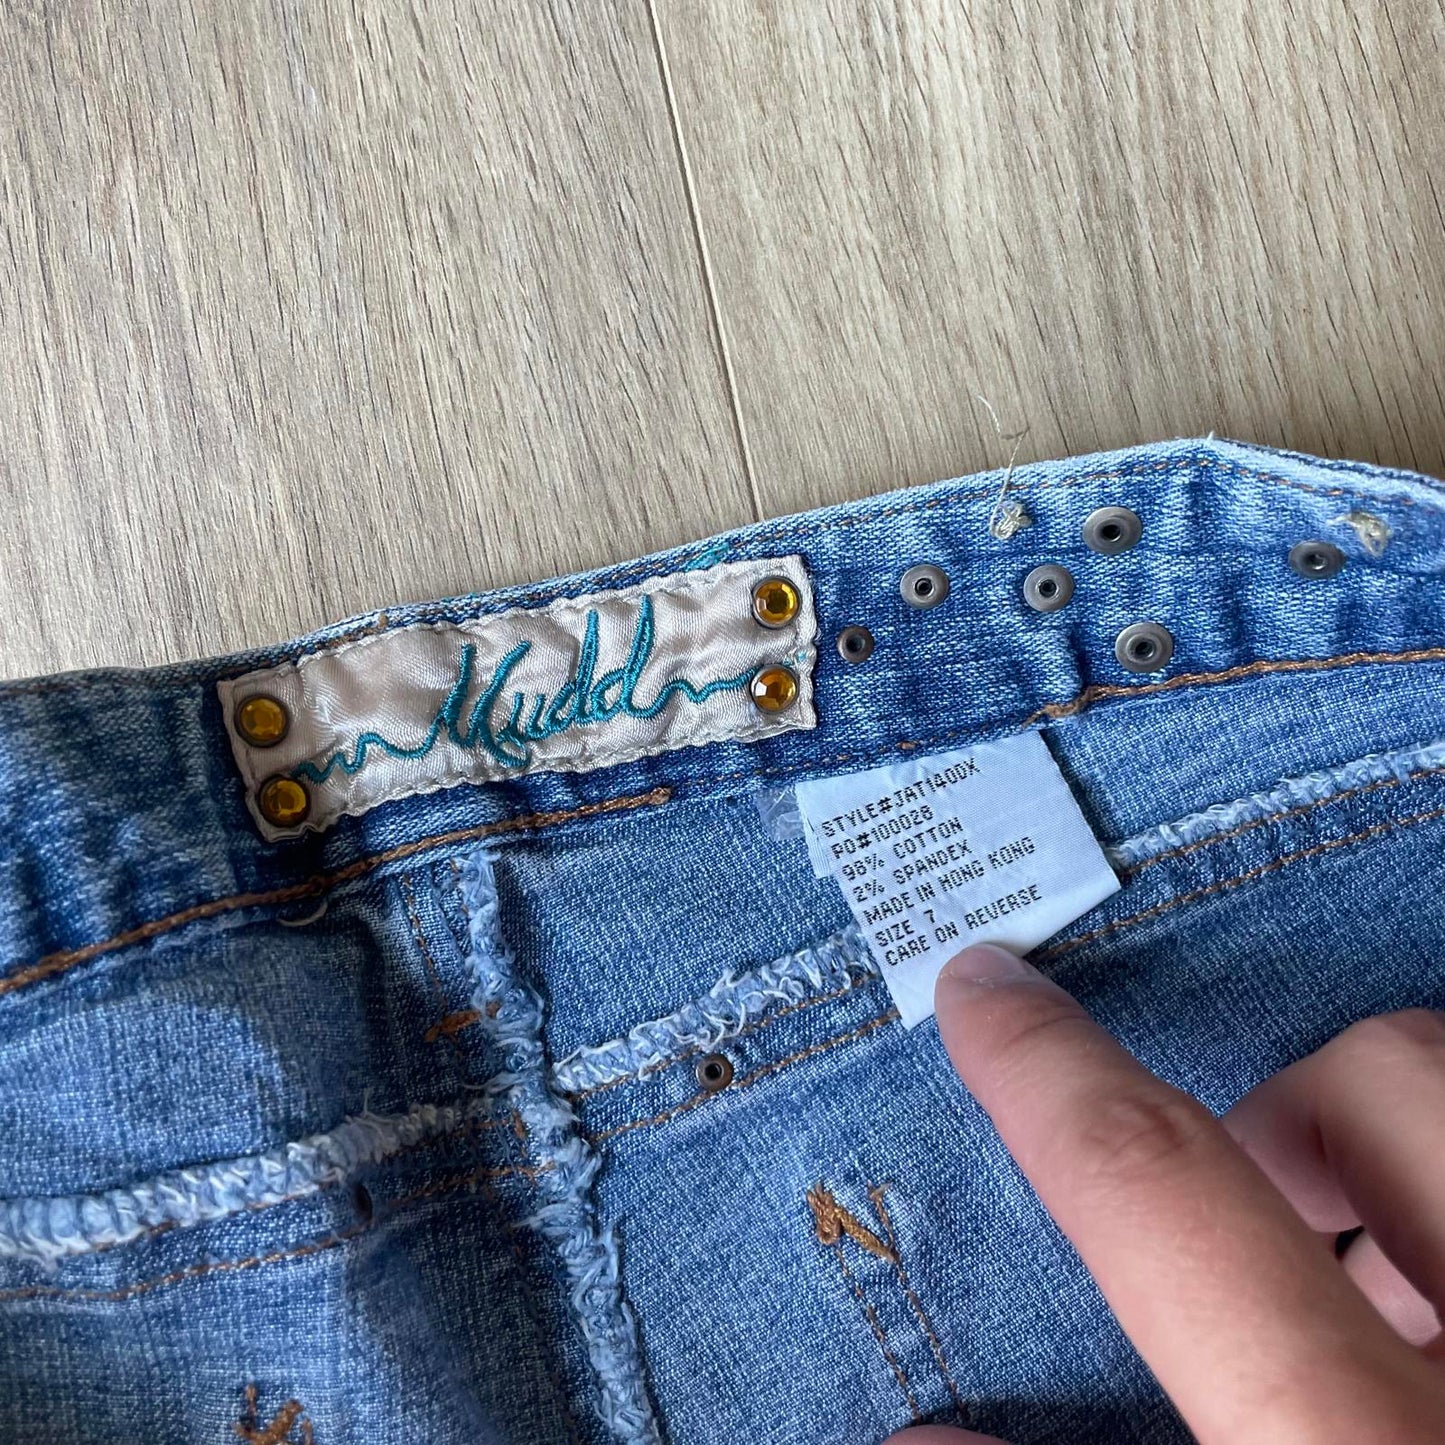 Mudd
STYLE#JAT1400X
PO#100028
98% COTTON
2% SPANDEX
MADE IN HONG KONG
SIZE 7
CARE ON REVERSE